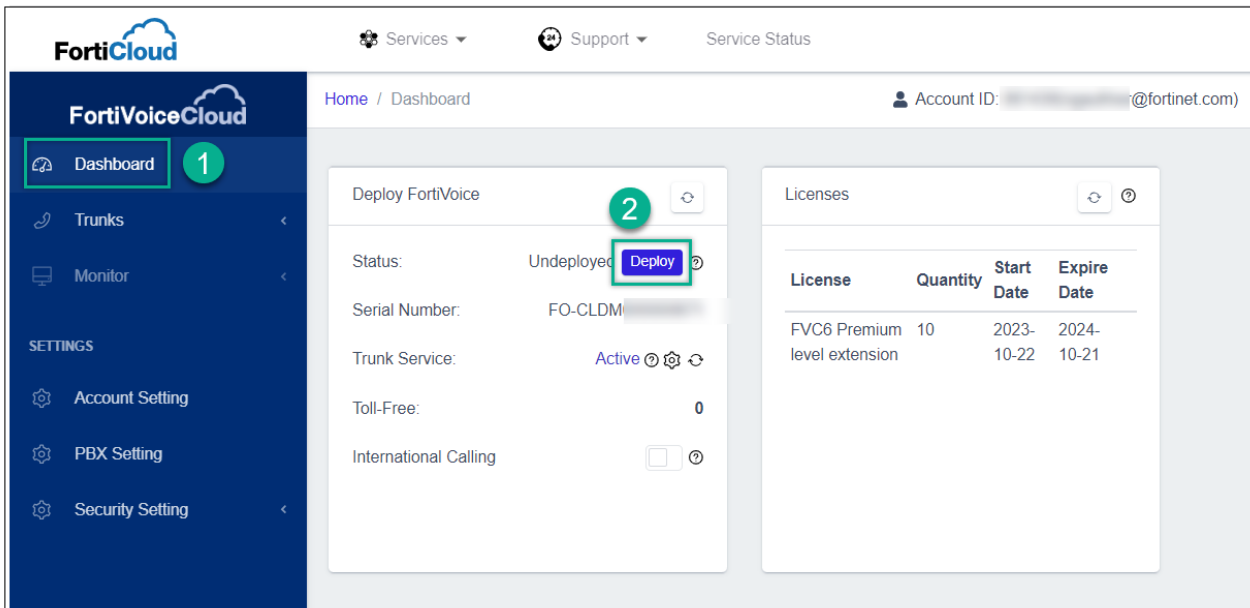 FortiCloud
Services
24
Support
Service Status
FortiVoiceCloud
Home / Dashboard
Account ID:
@fortinet.com)
Dashboard
1
Trunks
Monitor
SETTINGS
Account Setting
PBX Setting
Security Setting
Deploy FortiVoice
2
Status:
Undeployed
Deploy
Serial Number:
FO-CLDM
Trunk Service:
Active
Toll-Free:
0
International Calling
Licenses
License Quantity Start Date Expire Date
FVC6 Premium 10 2023- 2024-
level extension 10-22 10-21